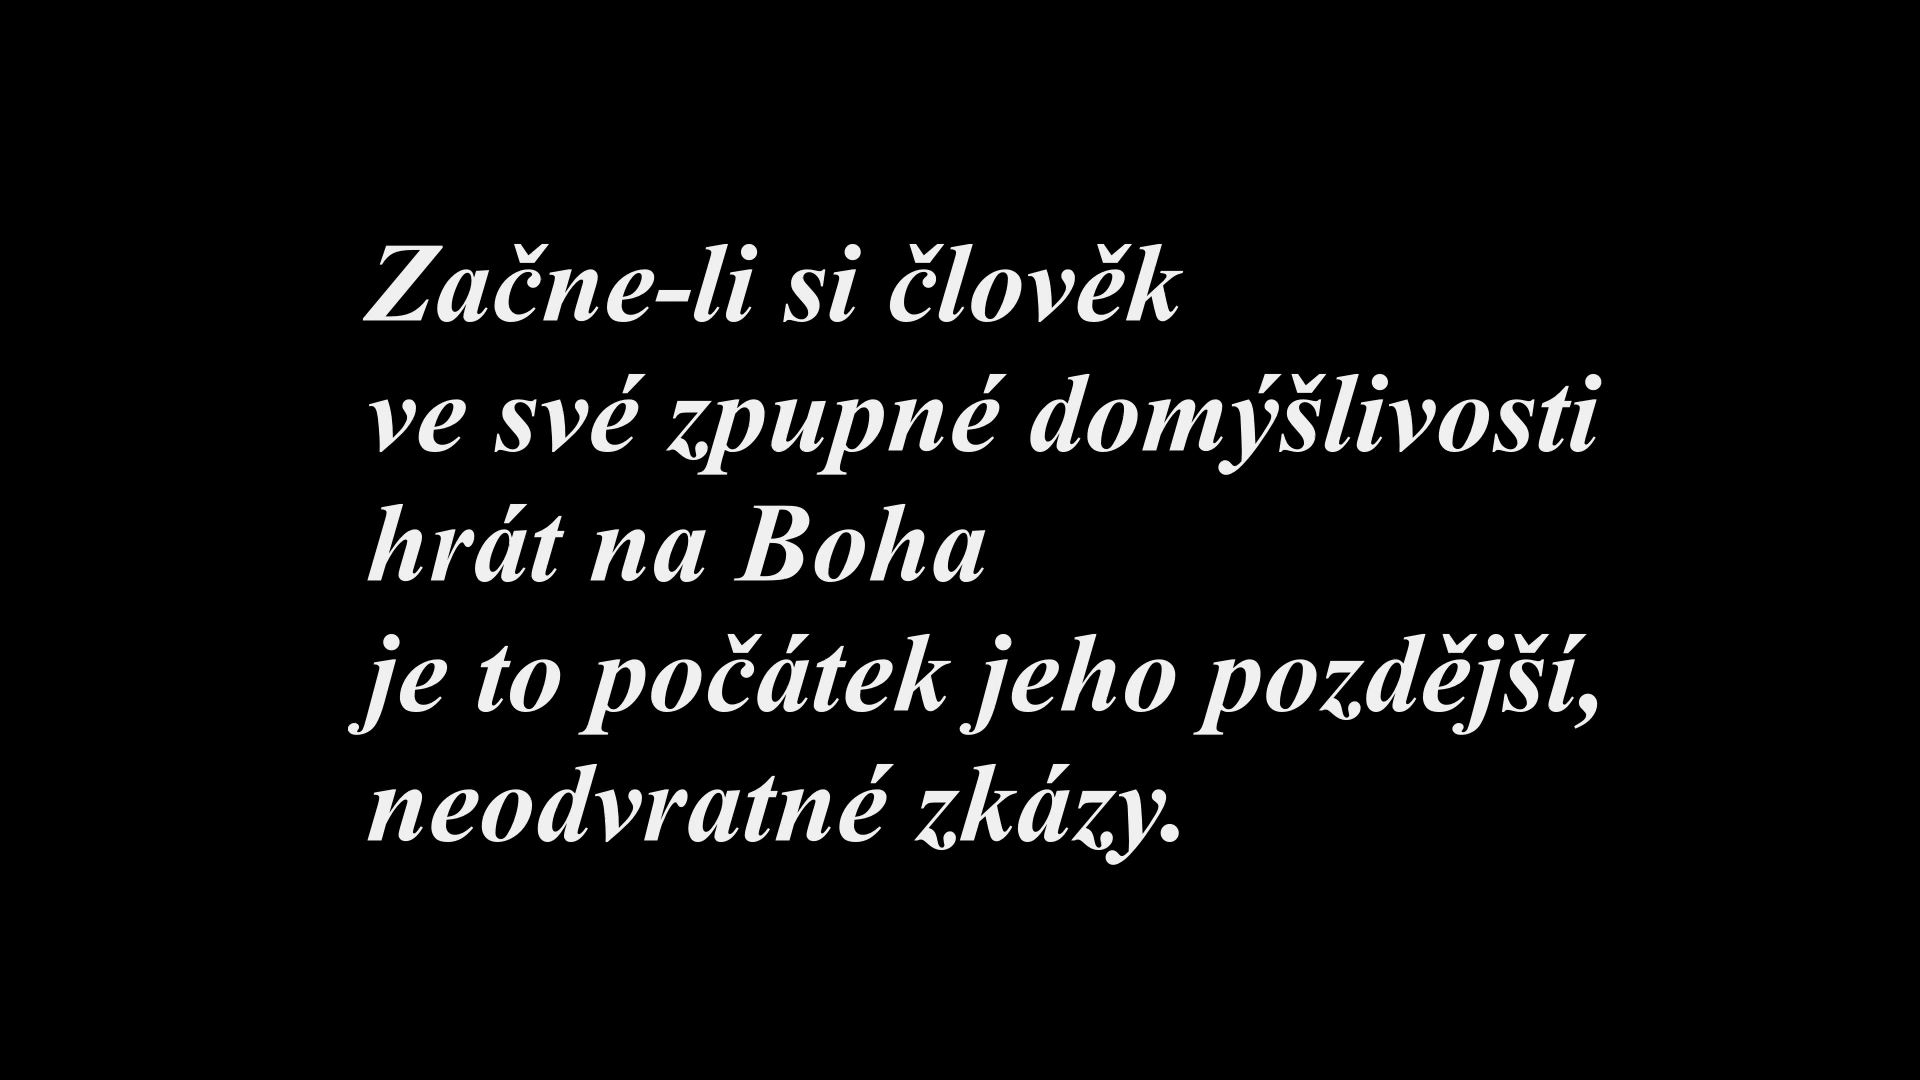 Začne-li si člověk
ve své zpupné domýšlivosti
hrát na Boha
je to počátek jeho pozdější,
neodvratné zkázy.